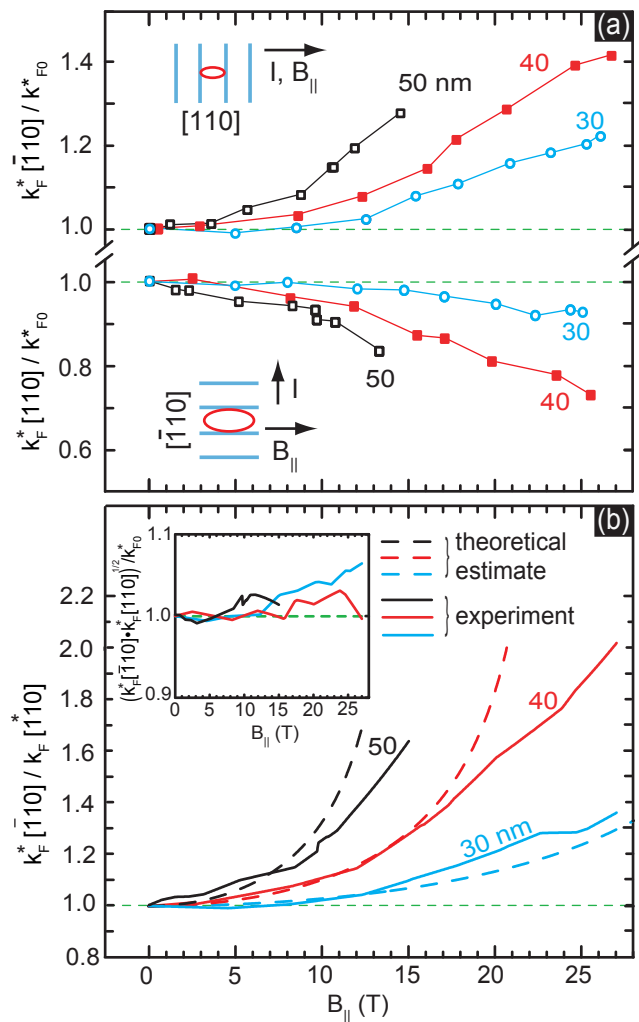 (a)
k*F [1̄10] / k*F0
1.4
1.2
1.0
I, B||
[110]
50 nm
40
30
k*F [110] / k*F0
1.0
0.8
0.6
[1̄10]
I
B||
30
50
40
(b)
k*F [1̄10] / kF* [110]
2.2
2.0
1.8
1.6
1.4
1.2
1.0
0.8
(k*F[1̄10]•k*F[110])1/2/k*F0
1.1
1.0
0.9
0 5 10 15 20 25
B|| (T)
theoretical
estimate
experiment
50
40
30 nm
0 5 10 15 20 25
B|| (T)